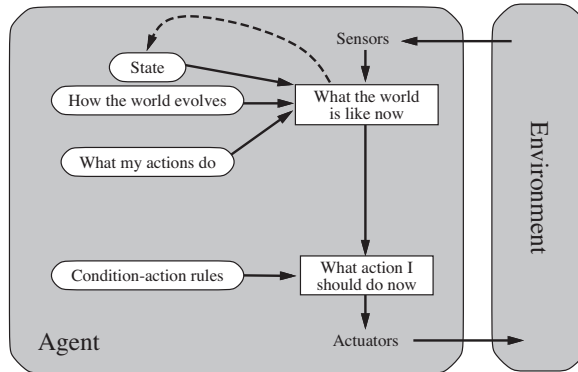 Sensors
State
How the world evolves
What the world
is like now
What my actions do
Condition-action rules
What action I
should do now
Agent
Actuators
Environment